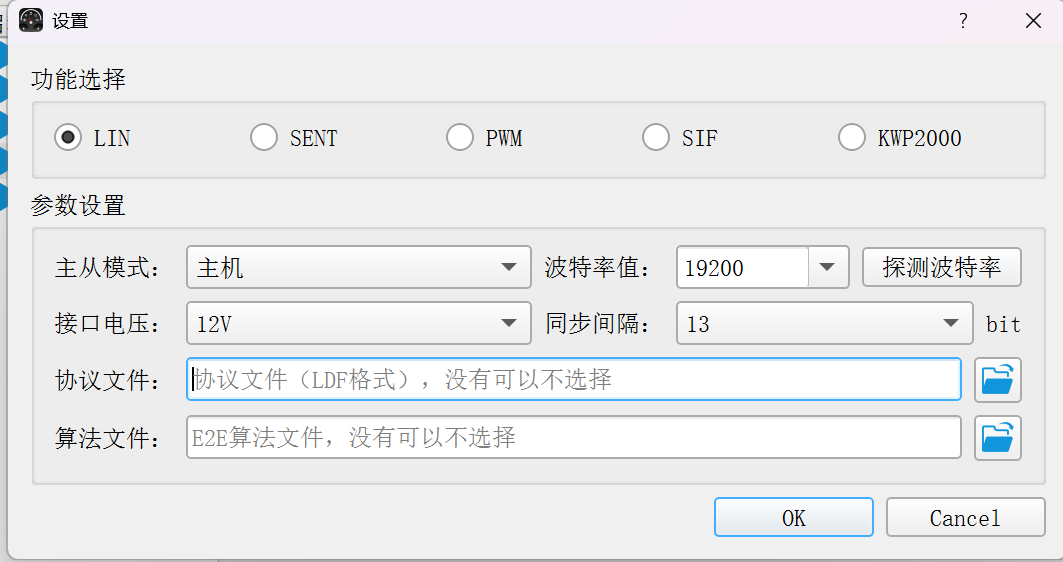 设置
功能选择
LIN SENT PWM SIF KWP2000
参数设置
主从模式： 主机 波特率值： 19200 探测波特率
接口电压： 12V 同步间隔： 13 bit
协议文件： 协议文件（LDF格式），没有可以不选择
算法文件： E2E算法文件，没有可以不选择
OK Cancel